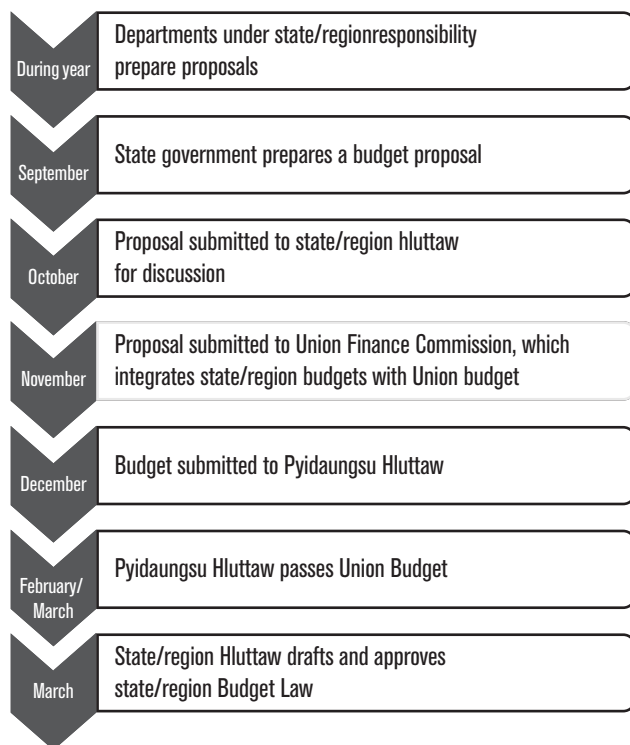 During year
Departments under state/regionresponsibility
prepare proposals
September
State government prepares a budget proposal
October
Proposal submitted to state/region hluttaw
for discussion
November
Proposal submitted to Union Finance Commission, which
integrates state/region budgets with Union budget
December
Budget submitted to Pyidaungsu Hluttaw
February/
March
Pyidaungsu Hluttaw passes Union Budget
March
State/region Hluttaw drafts and approves
state/region Budget Law